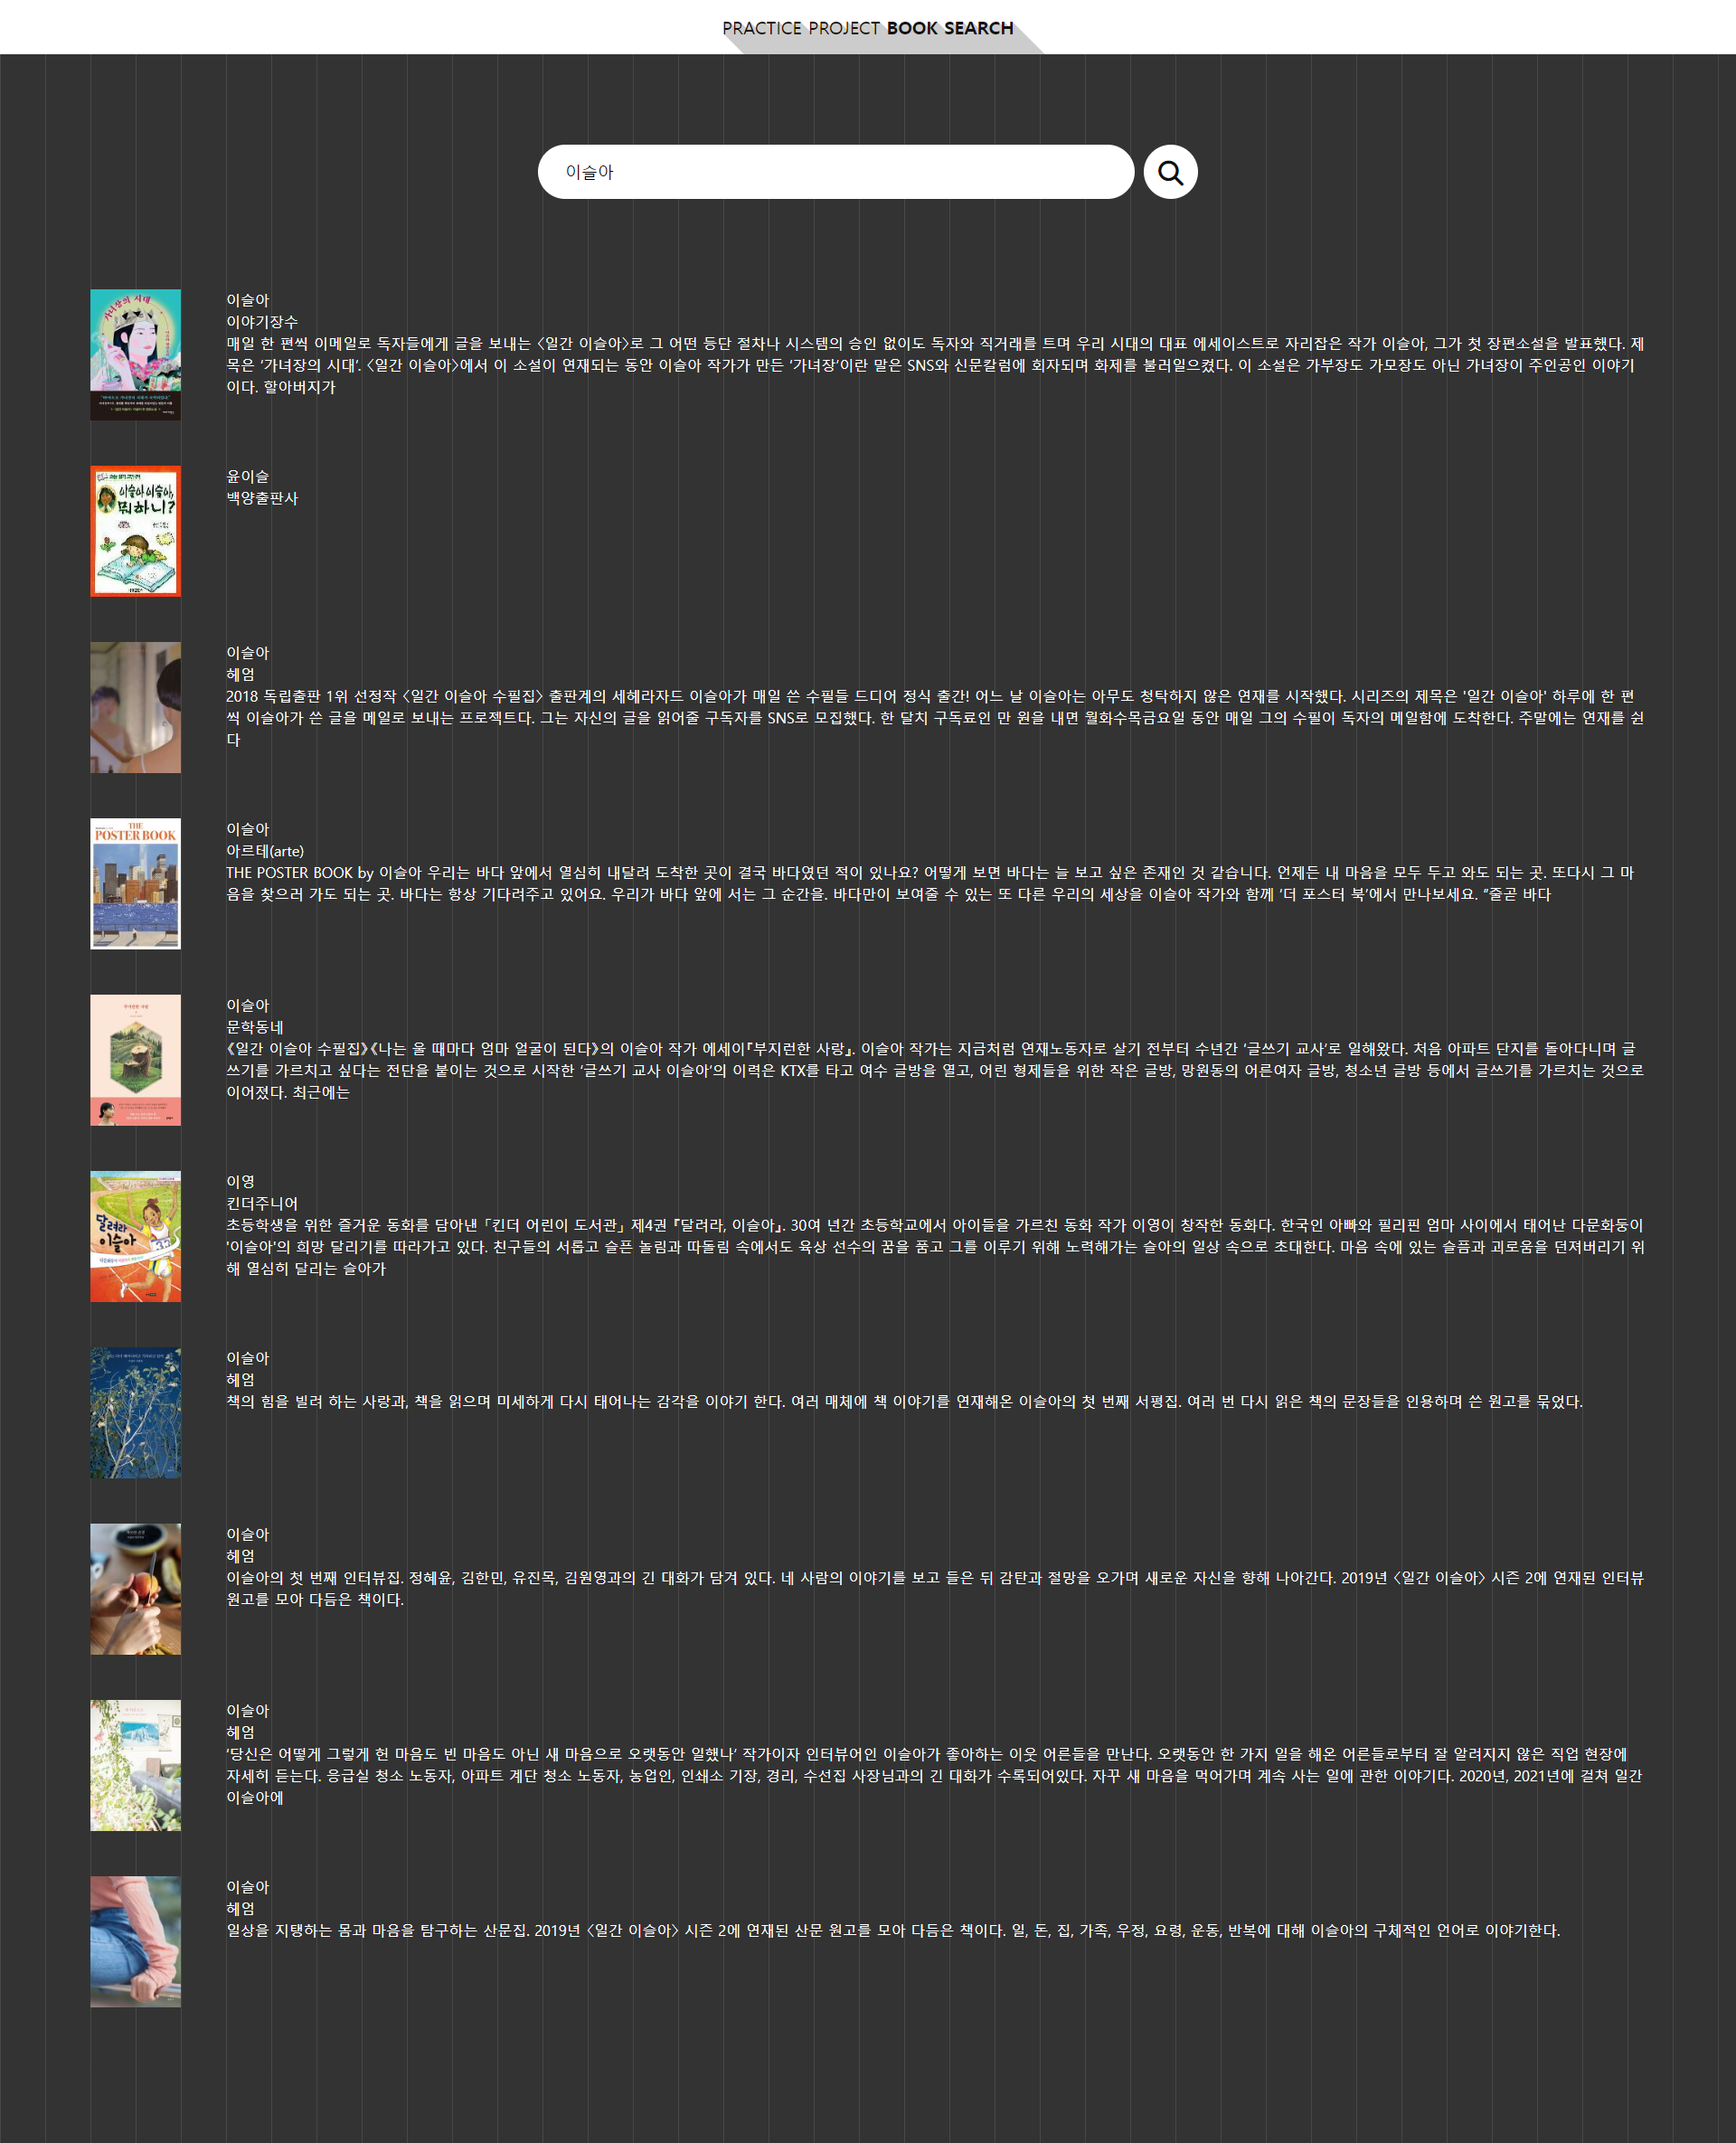 PRACTICE PROJECT BOOK SEARCH
이슬아
가녀장의 시대
이슬아
이야기장수
매일 한 편씩 이메일로 독자들에게 글을 보내는 〈일간 이슬아〉로 그 어떤 등단 절차나 시스템의 승인 없이도 독자와 직거래를 트며 우리 시대의 대표 에세이스트로 자리잡은 작가 이슬아, 그가 첫 장편소설을 발표했다. 제
목은 ‘가녀장의 시대’. 〈일간 이슬아〉에서 이 소설이 연재되는 동안 이슬아 작가가 만든 ‘가녀장’이란 말은 SNS와 신문칼럼에 회자되며 화제를 불러일으켰다. 이 소설은 가부장도 가모장도 아닌 가녀장이 주인공인 이야기
이다. 할아버지가
이슬아 이슬아,
뭐하니?
윤이슬
백양출판사
이슬아
헤엄
2018 독립출판 1위 선정작 〈일간 이슬아 수필집〉 출판계의 세헤라자드 이슬아가 매일 쓴 수필들 드디어 정식 출간! 어느 날 이슬아는 아무도 청탁하지 않은 연재를 시작했다. 시리즈의 제목은 '일간 이슬아' 하루에 한 편
씩 이슬아가 쓴 글을 메일로 보내는 프로젝트다. 그는 자신의 글을 읽어줄 구독자를 SNS로 모집했다. 한 달치 구독료인 만 원을 내면 월화수목금요일 동안 매일 그의 수필이 독자의 메일함에 도착한다. 주말에는 연재를 쉰
다
THE
POSTER BOOK
이슬아
아르테(arte)
THE POSTER BOOK by 이슬아 우리는 바다 앞에서 열심히 내달려 도착한 곳이 결국 바다였던 적이 있나요? 어떻게 보면 바다는 늘 보고 싶은 존재인 것 같습니다. 언제든 내 마음을 모두 두고 와도 되는 곳. 또다시 그 마
음을 찾으러 가도 되는 곳. 바다는 항상 기다려주고 있어요. 우리가 바다 앞에 서는 그 순간을. 바다만이 보여줄 수 있는 또 다른 우리의 세상을 이슬아 작가와 함께 ‘더 포스터 북’에서 만나보세요. “줄곧 바다
이슬아
문학동네
《일간 이슬아 수필집》《나는 울 때마다 엄마 얼굴이 된다》의 이슬아 작가 에세이『부지런한 사랑』. 이슬아 작가는 지금처럼 연재노동자로 살기 전부터 수년간 ‘글쓰기 교사’로 일해왔다. 처음 아파트 단지를 돌아다니며 글
쓰기를 가르치고 싶다는 전단을 붙이는 것으로 시작한 ‘글쓰기 교사 이슬아’의 이력은 KTX를 타고 여수 글방을 열고, 어린 형제들을 위한 작은 글방, 망원동의 어른여자 글방, 청소년 글방 등에서 글쓰기를 가르치는 것으로
이어졌다. 최근에는
달려라
이슬아
이영
킨더주니어
초등학생을 위한 즐거운 동화를 담아낸 「킨더 어린이 도서관」 제4권 『달려라, 이슬아』. 30여 년간 초등학교에서 아이들을 가르친 동화 작가 이영이 창작한 동화다. 한국인 아빠와 필리핀 엄마 사이에서 태어난 다문화둥이
'이슬아'의 희망 달리기를 따라가고 있다. 친구들의 서롭고 슬픈 놀림과 따돌림 속에서도 육상 선수의 꿈을 품고 그를 이루기 위해 노력해가는 슬아의 일상 속으로 초대한다. 마음 속에 있는 슬픔과 괴로움을 던져버리기 위
해 열심히 달리는 슬아가
이슬아
헤엄
책의 힘을 빌려 하는 사랑과, 책을 읽으며 미세하게 다시 태어나는 감각을 이야기 한다. 여러 매체에 책 이야기를 연재해온 이슬아의 첫 번째 서평집. 여러 번 다시 읽은 책의 문장들을 인용하며 쓴 원고를 묶었다.
이슬아
헤엄
이슬아의 첫 번째 인터뷰집. 정혜윤, 김한민, 유진목, 김원영과의 긴 대화가 담겨 있다. 네 사람의 이야기를 보고 들은 뒤 감탄과 절망을 오가며 새로운 자신을 향해 나아간다. 2019년 〈일간 이슬아〉 시즌 2에 연재된 인터뷰
원고를 모아 다듬은 책이다.
이슬아
헤엄
‘당신은 어떻게 그렇게 헌 마음도 빈 마음도 아닌 새 마음으로 오랫동안 일했나’ 작가이자 인터뷰어인 이슬아가 좋아하는 이웃 어른들을 만난다. 오랫동안 한 가지 일을 해온 어른들로부터 잘 알려지지 않은 직업 현장에
자세히 듣는다. 응급실 청소 노동자, 아파트 계단 청소 노동자, 농업인, 인쇄소 기장, 경리, 수선집 사장님과의 긴 대화가 수록되어있다. 자꾸 새 마음을 먹어가며 계속 사는 일에 관한 이야기다. 2020년, 2021년에 걸쳐 일간
이슬아에
이슬아
헤엄
일상을 지탱하는 몸과 마음을 탐구하는 산문집. 2019년 〈일간 이슬아〉 시즌 2에 연재된 산문 원고를 모아 다듬은 책이다. 일, 돈, 집, 가족, 우정, 요령, 운동, 반복에 대해 이슬아의 구체적인 언어로 이야기한다.